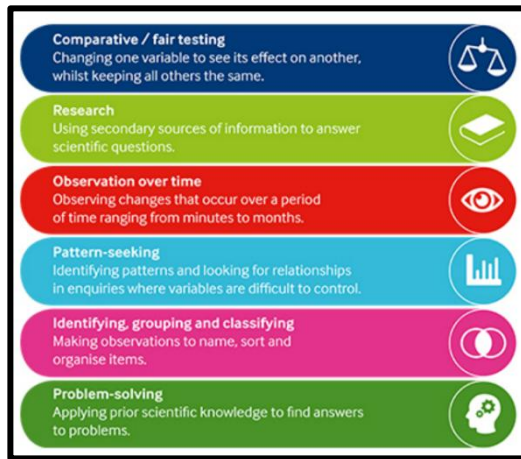 Comparative / fair testing
Changing one variable to see its effect on another,
whilst keeping all others the same.
Research
Using secondary sources of information to answer
scientific questions.
Observation over time
Observing changes that occur over a period
of time ranging from minutes to months.
Pattern-seeking
Identifying patterns and looking for relationships
in enquiries where variables are difficult to control.
Identifying, grouping and classifying
Making observations to name, sort and
organise items.
Problem-solving
Applying prior scientific knowledge to find answers
to problems.